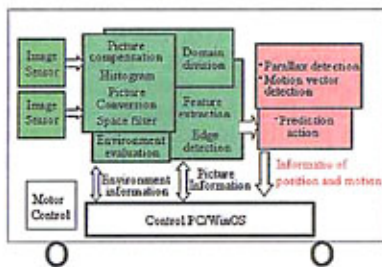 Image
Sensor
Image
Sensor
Picture
compensation
Histogram
Picture
Conversion
Space filter
Environment
evaluation
Domain
division
Feature
extraction
Edge
detection
•Parallax detection
•Motion vector
detection
•Prediction
action
Environment
information
Picture
Information
Informatio of
position and motion
Motor
Control
Control PC/WinOS